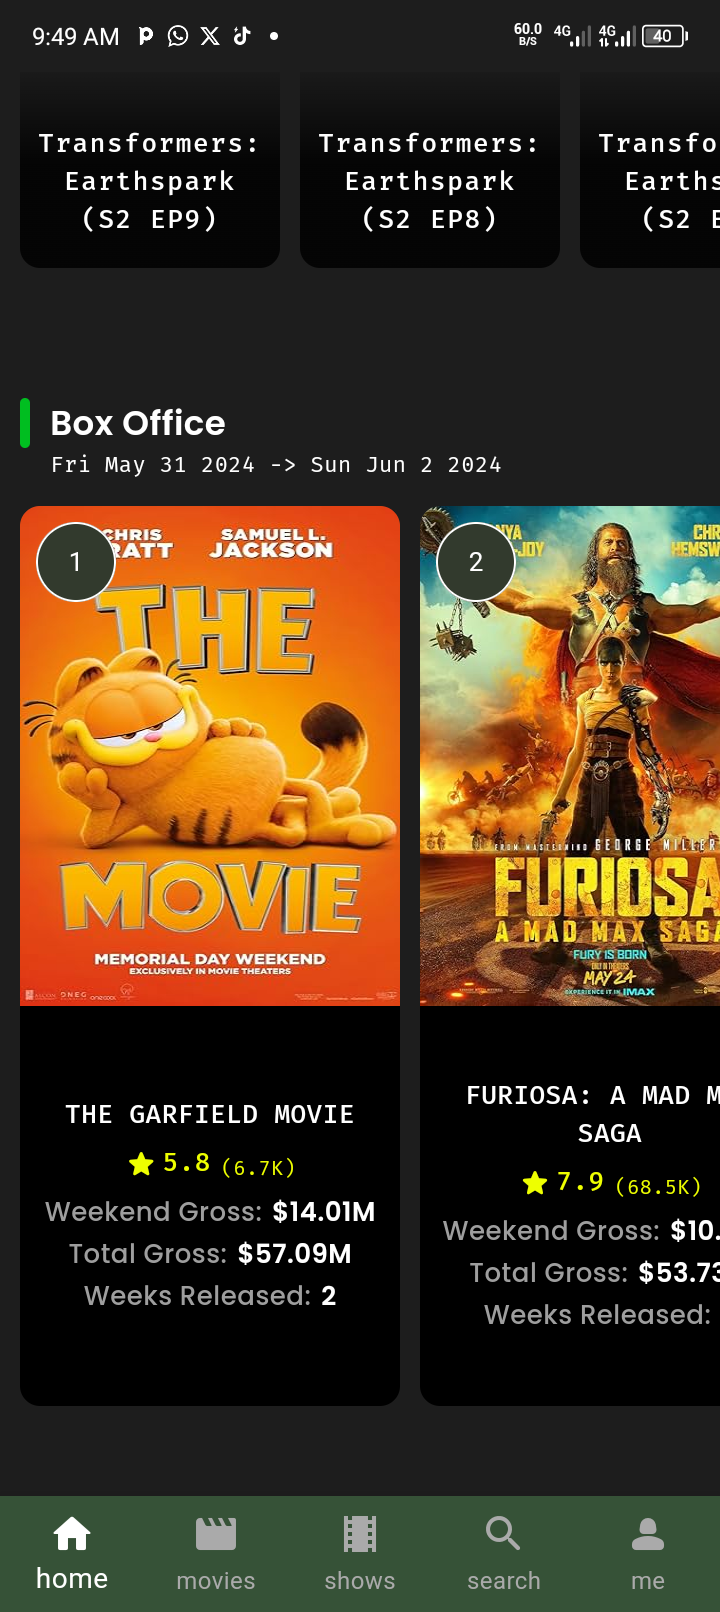 9:49 AM
60.0
B/S
4G
4G
40
Transformers:
Earthspark
(S2 EP9)
Transformers:
Earthspark
(S2 EP8)
Transfo
Earths
(S2 E
Box Office
Fri May 31 2024 -> Sun Jun 2 2024
1
CHRIS
RATT
SAMUEL L.
JACKSON
THE
MOVIE
MEMORIAL DAY WEEKEND
EXCLUSIVELY IN MOVIE THEATERS
THE GARFIELD MOVIE
5.8 (6.7K)
Weekend Gross: $14.01M
Total Gross: $57.09M
Weeks Released: 2
2
NYA
-JOY
CHR
HEMSW
FROM MASTERMIND GEORGE MILLER
FURIOSA
A MAD MAX SAGA
FURY IS BORN
ONLY IN THEATERS
MAY 24
EXPERIENCE IT IN IMAX
FURIOSA: A MAD M
SAGA
7.9 (68.5K)
Weekend Gross: $10.
Total Gross: $53.73
Weeks Released:
home
movies
shows
search
me